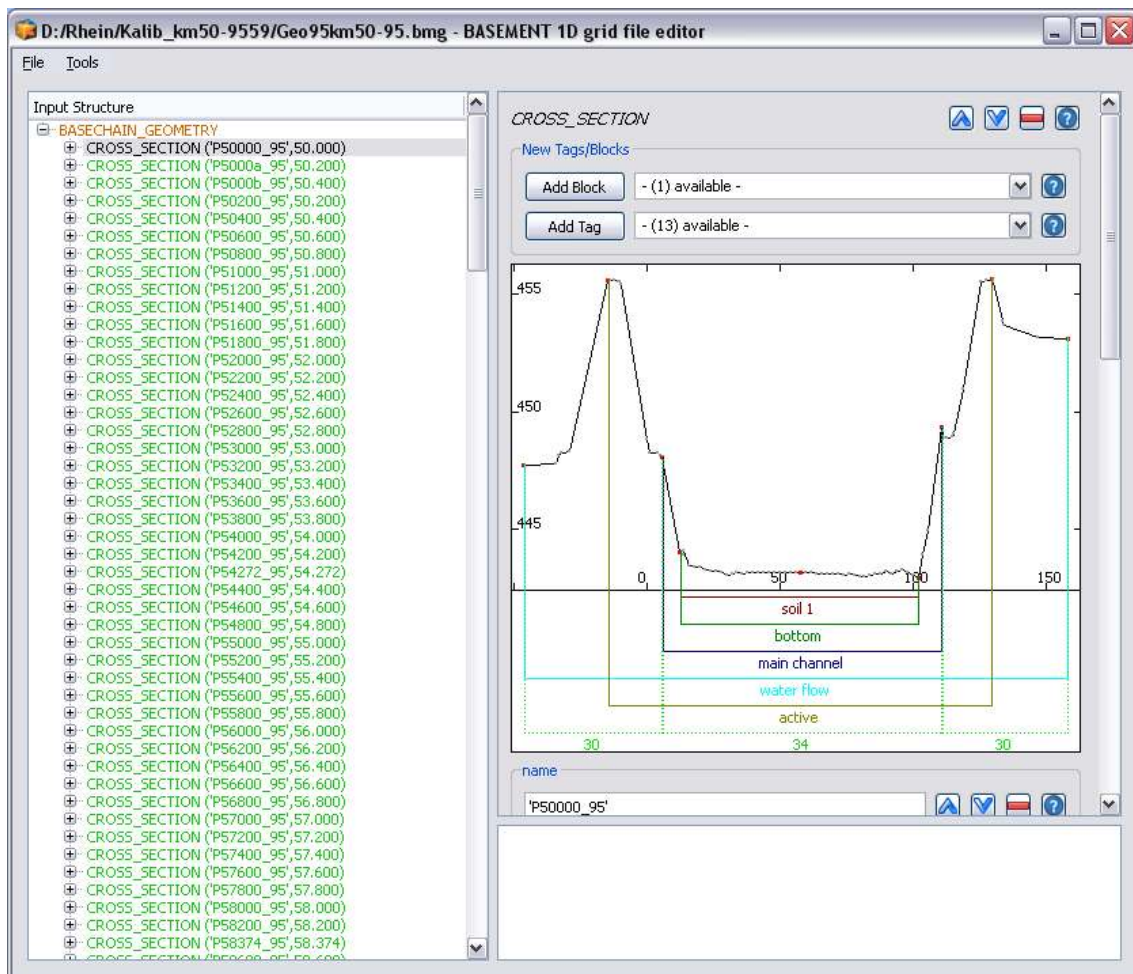 D:/Rhein/Kalib_km50-9559/Geo95km50-95.bmg - BASEMENT 1D grid file editor
File Tools
Input Structure
BASECHAIN_GEOMETRY
CROSS_SECTION ('P50000_95',50.000)
CROSS_SECTION ('P5000a_95',50.200)
CROSS_SECTION ('P5000b_95',50.400)
CROSS_SECTION ('P50200_95',50.200)
CROSS_SECTION ('P50400_95',50.400)
CROSS_SECTION ('P50600_95',50.600)
CROSS_SECTION ('P50800_95',50.800)
CROSS_SECTION ('P51000_95',51.000)
CROSS_SECTION ('P51200_95',51.200)
CROSS_SECTION ('P51400_95',51.400)
CROSS_SECTION ('P51600_95',51.600)
CROSS_SECTION ('P51800_95',51.800)
CROSS_SECTION ('P52000_95',52.000)
CROSS_SECTION ('P52200_95',52.200)
CROSS_SECTION ('P52400_95',52.400)
CROSS_SECTION ('P52600_95',52.600)
CROSS_SECTION ('P52800_95',52.800)
CROSS_SECTION ('P53000_95',53.000)
CROSS_SECTION ('P53200_95',53.200)
CROSS_SECTION ('P53400_95',53.400)
CROSS_SECTION ('P53600_95',53.600)
CROSS_SECTION ('P53800_95',53.800)
CROSS_SECTION ('P54000_95',54.000)
CROSS_SECTION ('P54200_95',54.200)
CROSS_SECTION ('P54272_95',54.272)
CROSS_SECTION ('P54400_95',54.400)
CROSS_SECTION ('P54600_95',54.600)
CROSS_SECTION ('P54800_95',54.800)
CROSS_SECTION ('P55000_95',55.000)
CROSS_SECTION ('P55200_95',55.200)
CROSS_SECTION ('P55400_95',55.400)
CROSS_SECTION ('P55600_95',55.600)
CROSS_SECTION ('P55800_95',55.800)
CROSS_SECTION ('P56000_95',56.000)
CROSS_SECTION ('P56200_95',56.200)
CROSS_SECTION ('P56400_95',56.400)
CROSS_SECTION ('P56600_95',56.600)
CROSS_SECTION ('P56800_95',56.800)
CROSS_SECTION ('P57000_95',57.000)
CROSS_SECTION ('P57200_95',57.200)
CROSS_SECTION ('P57400_95',57.400)
CROSS_SECTION ('P57600_95',57.600)
CROSS_SECTION ('P57800_95',57.800)
CROSS_SECTION ('P58000_95',58.000)
CROSS_SECTION ('P58200_95',58.200)
CROSS_SECTION ('P58374_95',58.374)
CROSS_SECTION
New Tags/Blocks
Add Block - (1) available -
Add Tag - (13) available -
455
450
445
0 50 100 150
soil 1
bottom
main channel
water flow
active
30 34 30
name
'P50000_95'